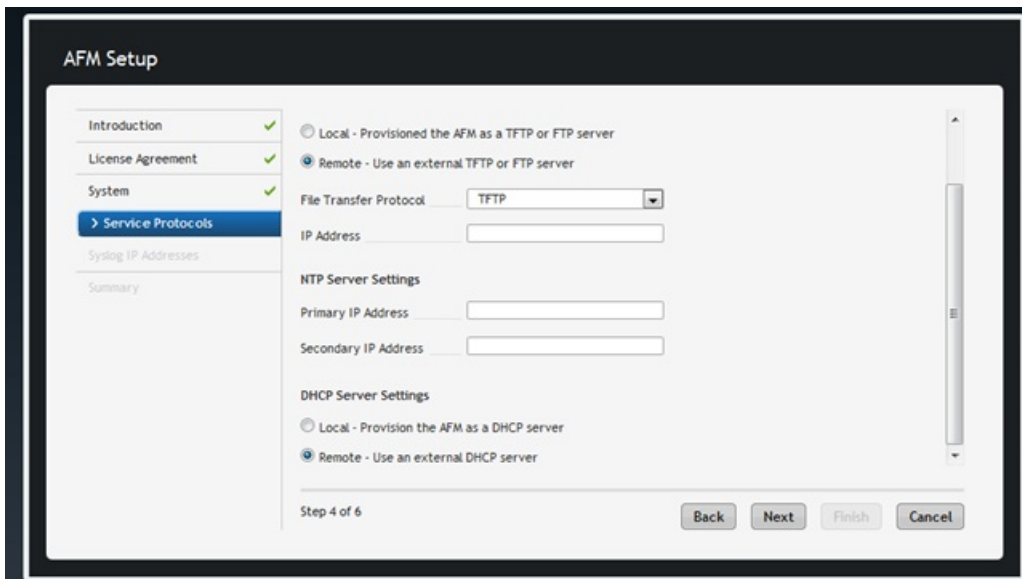 AFM Setup
Introduction
License Agreement
System
> Service Protocols
Syslog IP Addresses
Summary
Local - Provisioned the AFM as a TFTP or FTP server
Remote - Use an external TFTP or FTP server
File Transfer Protocol TFTP
IP Address
NTP Server Settings
Primary IP Address
Secondary IP Address
DHCP Server Settings
Local - Provision the AFM as a DHCP server
Remote - Use an external DHCP server
Step 4 of 6
Back Next Finish Cancel